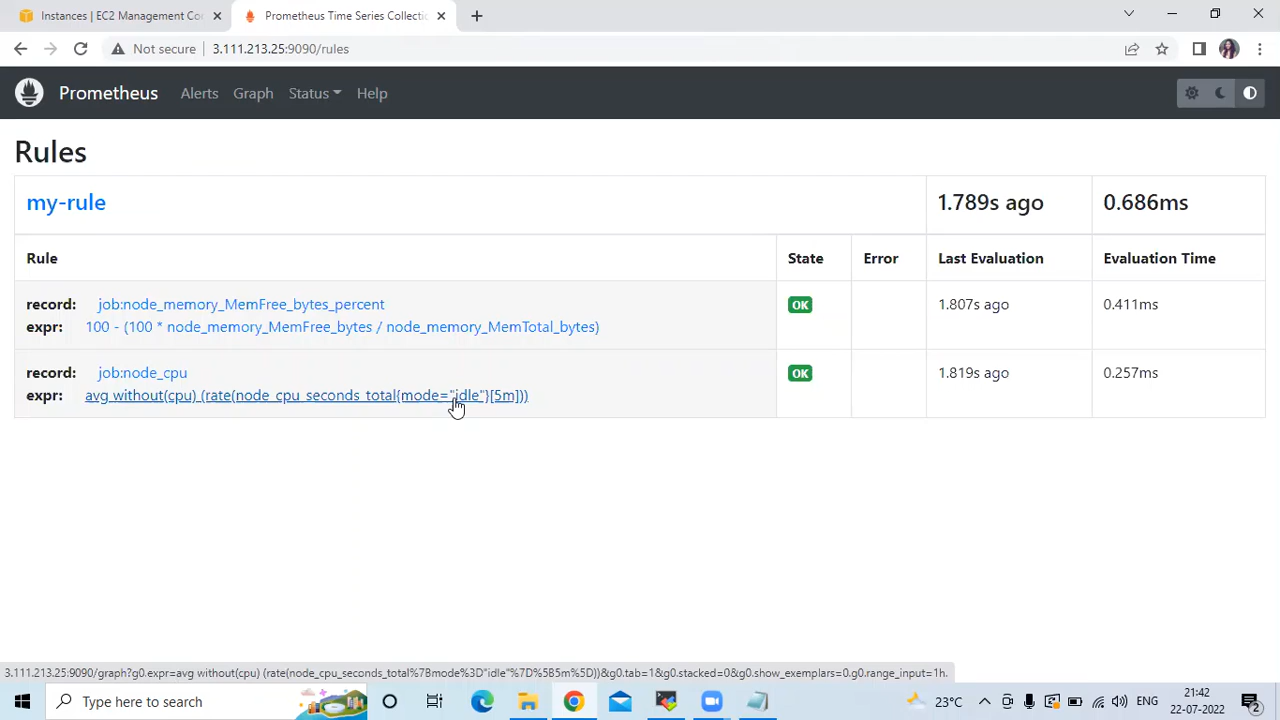 Instances | EC2 Management Co
Prometheus Time Series Collecti
Not secure
3.111.213.25:9090/rules
Prometheus
Alerts
Graph
Status
Help
Rules
my-rule
1.789s ago
0.686ms
Rule
State
Error
Last Evaluation
Evaluation Time
record: job:node_memory_MemFree_bytes_percent
expr: 100 - (100 * node_memory_MemFree_bytes / node_memory_MemTotal_bytes)
OK
1.807s ago
0.411ms
record: job:node_cpu
expr: avg without(cpu) (rate(node_cpu_seconds_total{mode="idle"}[5m]))
OK
1.819s ago
0.257ms
3.111.213.25:9090/graph?g0.expr=avg without(cpu) (rate(node_cpu_seconds_total%7Bmode%3D"idle"%7D%5B5m%5D))&g0.tab=1&g0.stacked=0&g0.show_exemplars=0.g0.range_input=1h.
Type here to search
23°C
ENG
21:42
22-07-2022
2